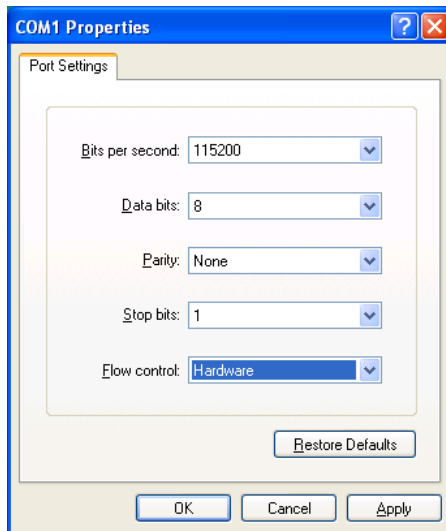 COM1 Properties
Port Settings
Bits per second: 115200
Data bits: 8
Parity: None
Stop bits: 1
Flow control: Hardware
Restore Defaults
OK Cancel Apply